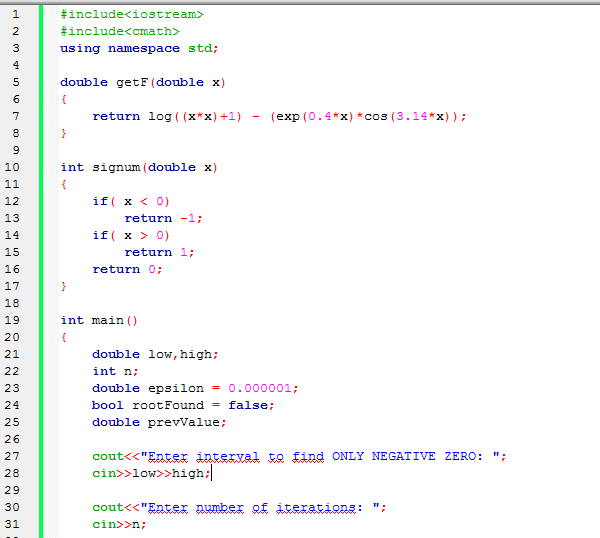 1 #include<iostream>
2 #include<cmath>
3 using namespace std;
4
5 double getF(double x)
6 {
7 return log((x*x)+1) - (exp(0.4*x)*cos(3.14*x));
8 }
9
10 int signum(double x)
11 {
12 if( x < 0)
13 return -1;
14 if( x > 0)
15 return 1;
16 return 0;
17 }
18
19 int main()
20 {
21 double low,high;
22 int n;
23 double epsilon = 0.000001;
24 bool rootFound = false;
25 double prevValue;
26
27 cout<<"Enter interval to find ONLY NEGATIVE ZERO: ";
28 cin>>low>>high;
29
30 cout<<"Enter number of iterations: ";
31 cin>>n;